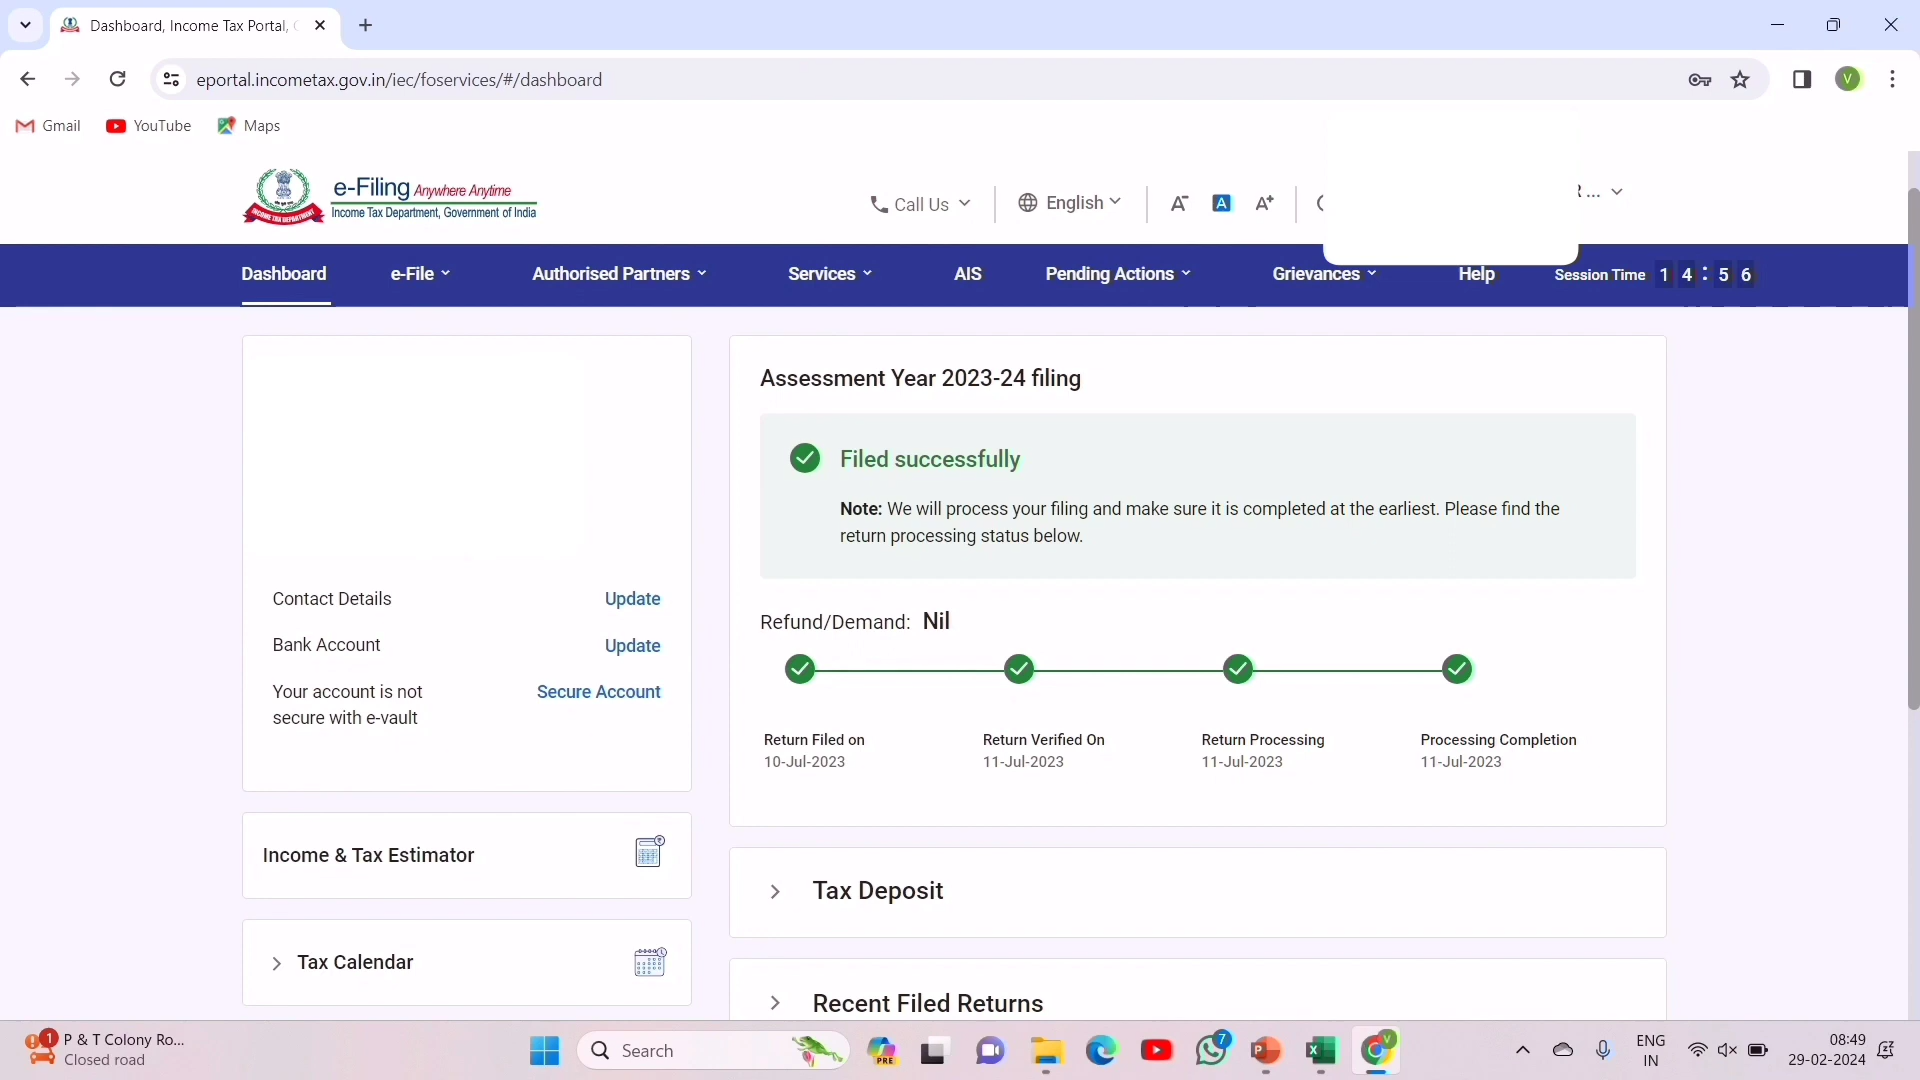 Dashboard, Income Tax Portal,
eportal.incometax.gov.in/iec/foservices/#/dashboard
V
Gmail
YouTube
Maps
e-Filing Anywhere Anytime
Income Tax Department, Government of India
INCOME TAX DEPARTMENT
Call Us
English
A-
A
A+
...
Dashboard
e-File
Authorised Partners
Services
AIS
Pending Actions
Grievances
Help
Session Time 1 4 : 5 6
Contact Details
Update
Bank Account
Update
Your account is not
secure with e-vault
Secure Account
Income & Tax Estimator
Tax Calendar
Assessment Year 2023-24 filing
Filed successfully
Note: We will process your filing and make sure it is completed at the earliest. Please find the
return processing status below.
Refund/Demand: Nil
Return Filed on
10-Jul-2023
Return Verified On
11-Jul-2023
Return Processing
11-Jul-2023
Processing Completion
11-Jul-2023
Tax Deposit
Recent Filed Returns
1
P & T Colony Ro...
Closed road
Search
PRE
7
V
ENG
IN
08:49
29-02-2024